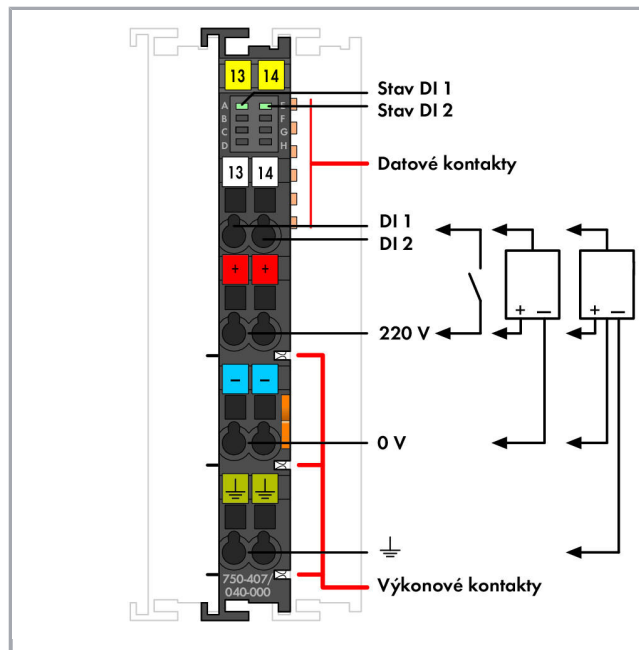 13 14
Stav DI 1
A E
Stav DI 2
B F
C G
D H
Datové kontakty
13 14
DI 1
DI 2
+ +
+ − + −
220 V
− −
0 V
750-407/
040-000
Výkonové kontakty